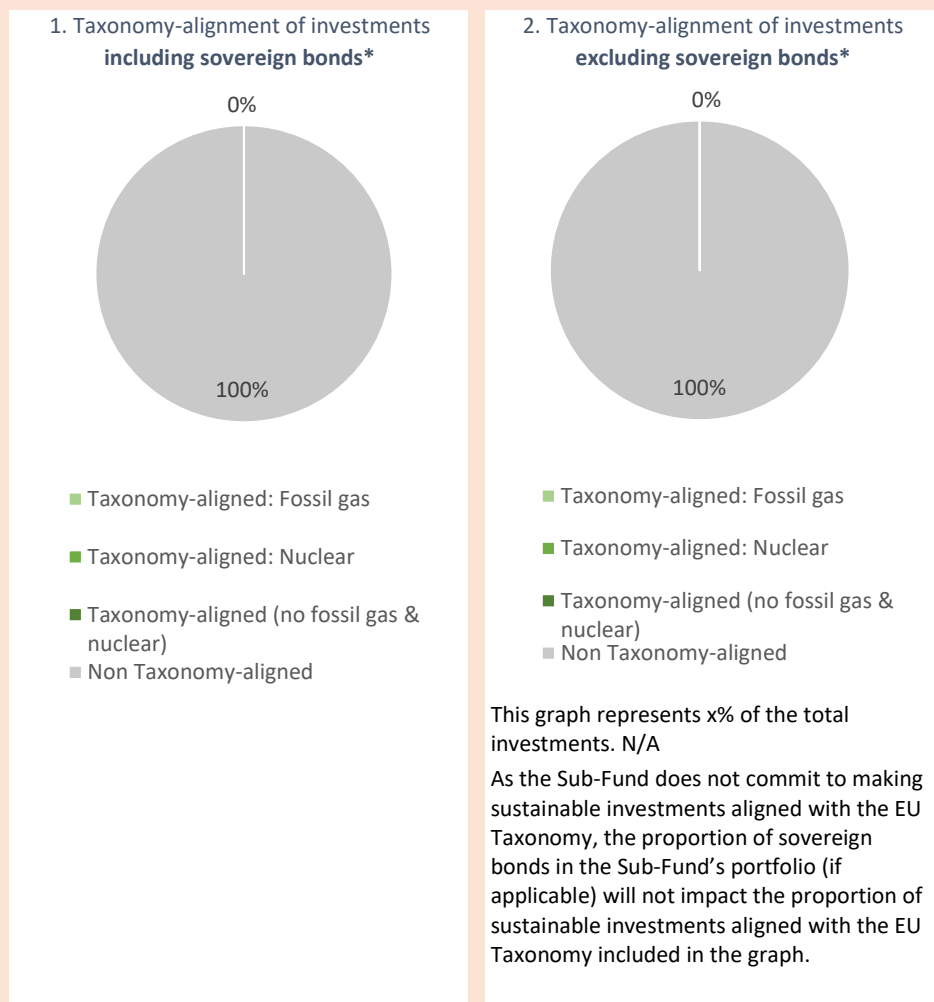 1. Taxonomy-alignment of investments
including sovereign bonds*
0%
100%
Taxonomy-aligned: Fossil gas
Taxonomy-aligned: Nuclear
Taxonomy-aligned (no fossil gas &
nuclear)
Non Taxonomy-aligned
2. Taxonomy-alignment of investments
excluding sovereign bonds*
0%
100%
Taxonomy-aligned: Fossil gas
Taxonomy-aligned: Nuclear
Taxonomy-aligned (no fossil gas &
nuclear)
Non Taxonomy-aligned
This graph represents x% of the total
investments. N/A
As the Sub-Fund does not commit to making
sustainable investments aligned with the EU
Taxonomy, the proportion of sovereign
bonds in the Sub-Fund's portfolio (if
applicable) will not impact the proportion of
sustainable investments aligned with the EU
Taxonomy included in the graph.